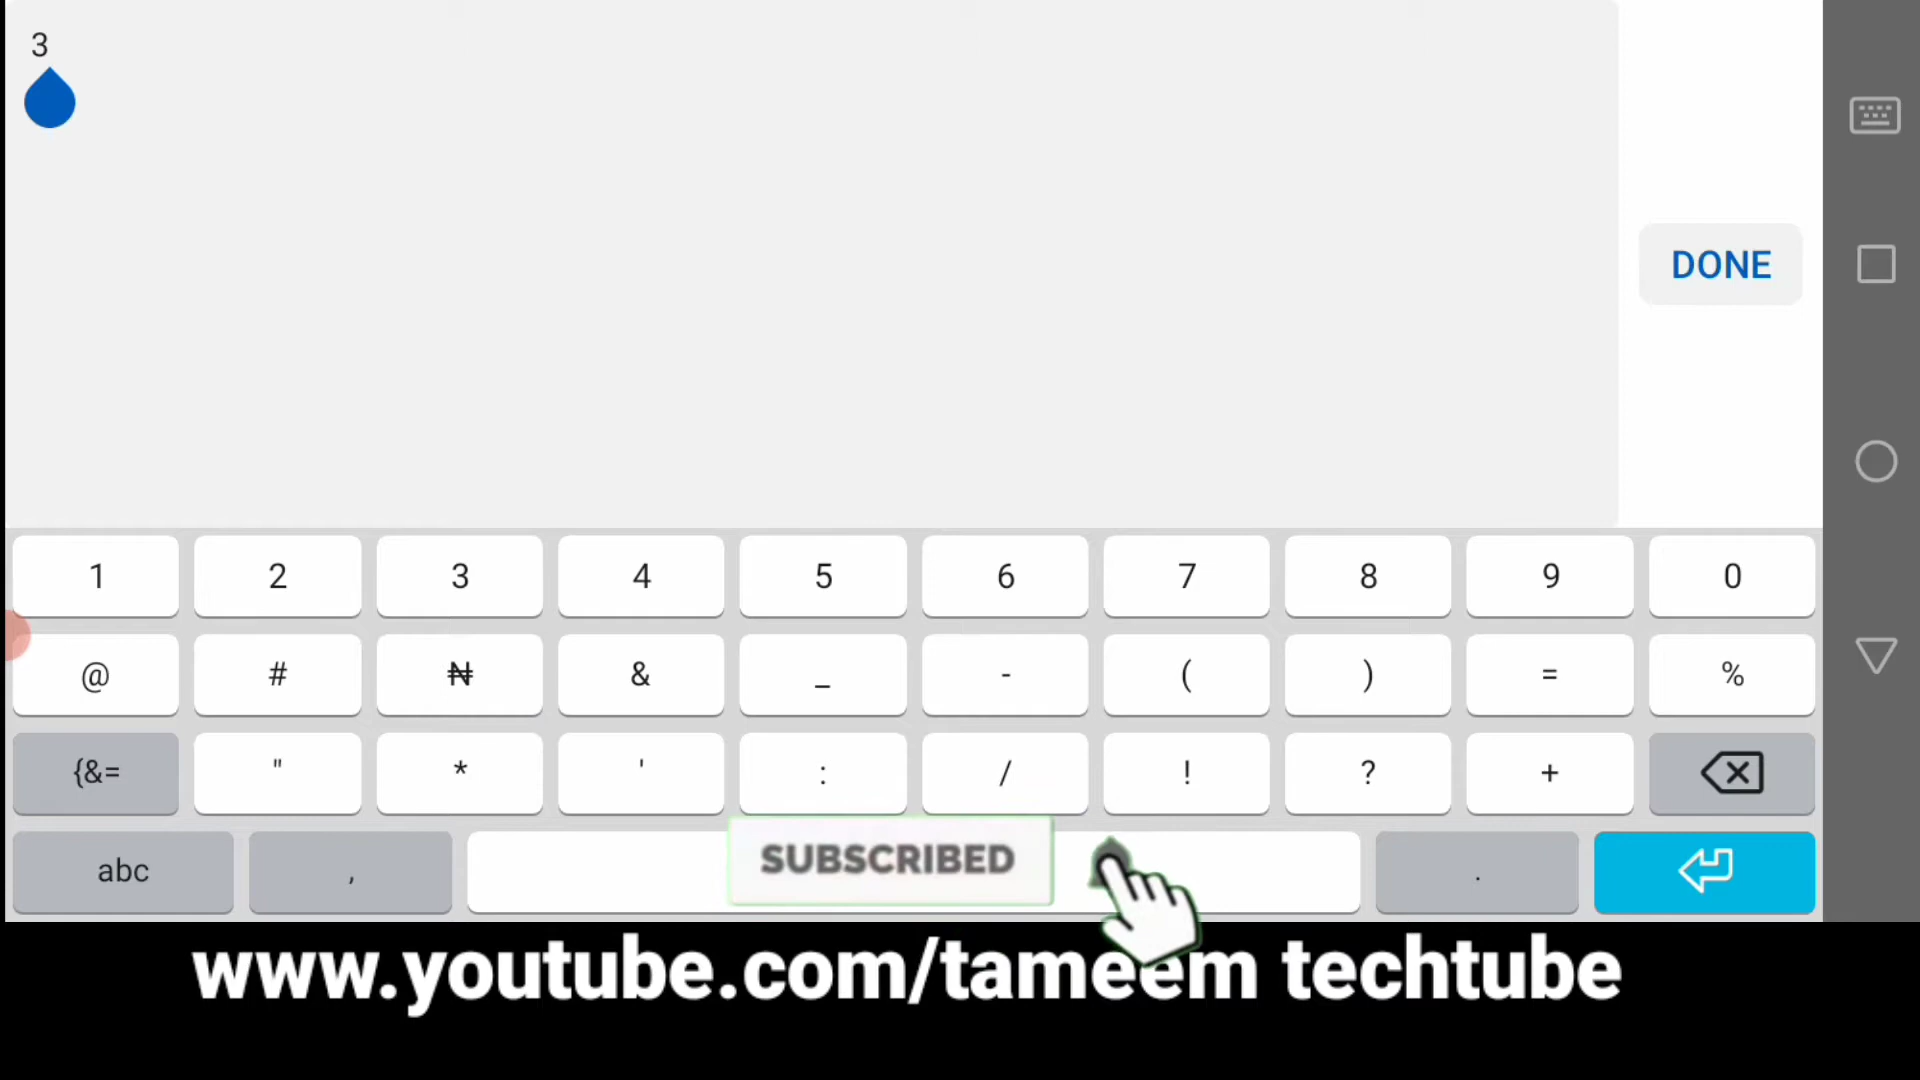 3
DONE
1 2 3 4 5 6 7 8 9 0
@ # ₦ & _ - ( ) = %
{&= " * ' : / ! ? +
abc , SUBSCRIBED .
www.youtube.com/tameem techtube